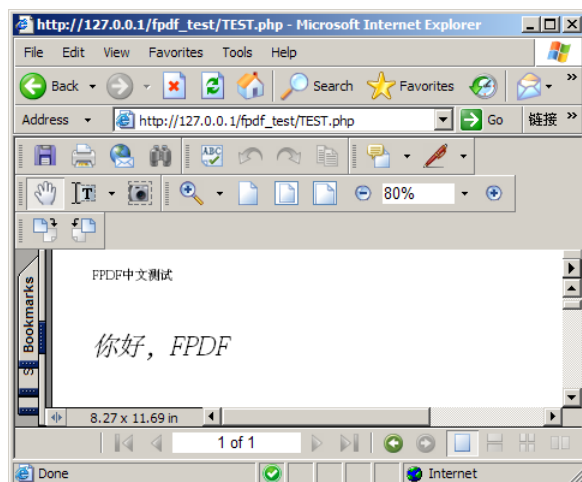 http://127.0.0.1/fpdf_test/TEST.php - Microsoft Internet Explorer
File Edit View Favorites Tools Help
Back Search Favorites »
Address http://127.0.0.1/fpdf_test/TEST.php Go 链接 »
80%
Bookmarks
FPDF中文测试
你好，FPDF
8.27 x 11.69 in
1 of 1
Done Internet